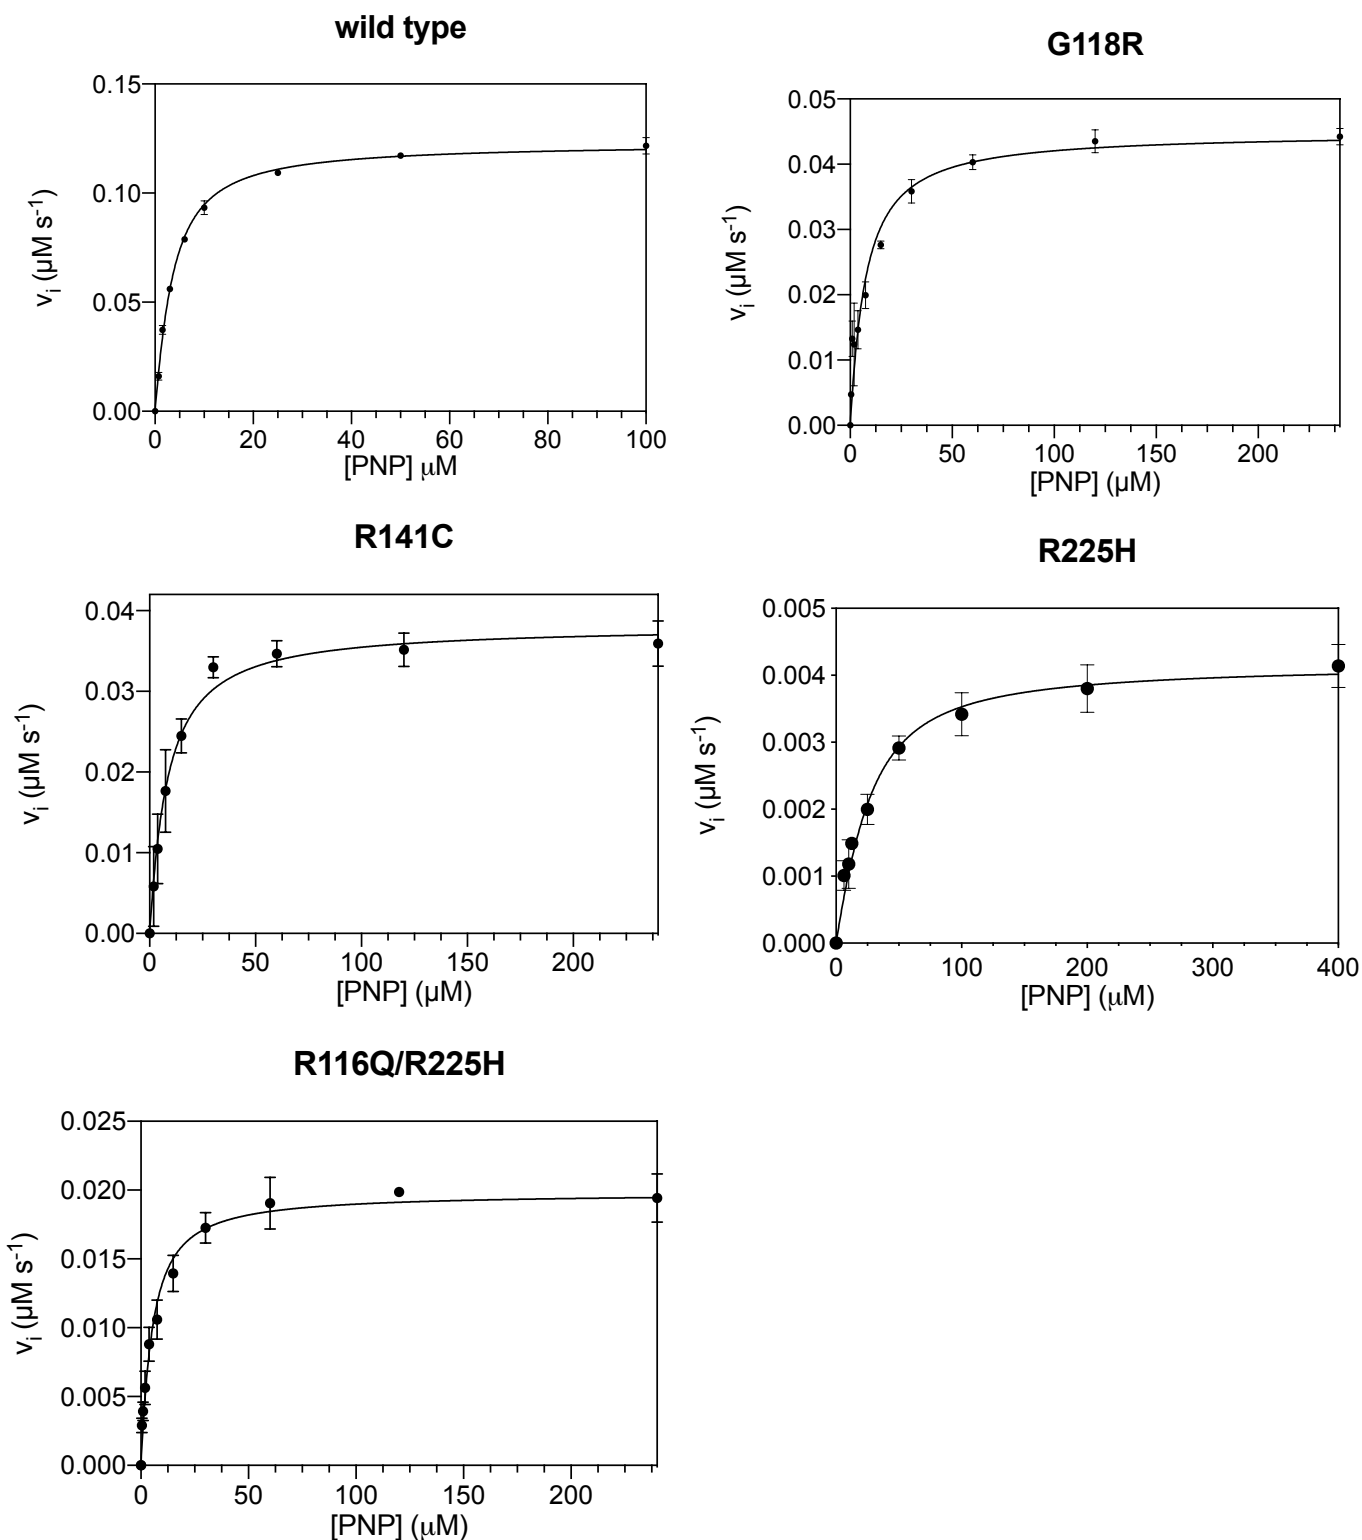 wild type
0.15
0.10
0.05
0.00
v_i (µM s^-1)
0 20 40 60 80 100
[PNP] µM
G118R
0.05
0.04
0.03
0.02
0.01
0.00
v_i (µM s^-1)
0 50 100 150 200
[PNP] (µM)
R141C
0.04
0.03
0.02
0.01
0.00
v_i (µM s^-1)
0 50 100 150 200
[PNP] (µM)
R225H
0.005
0.004
0.003
0.002
0.001
0.000
v_i (µM s^-1)
0 100 200 300 400
[PNP] (µM)
R116Q/R225H
0.025
0.020
0.015
0.010
0.005
0.000
v_i (µM s^-1)
0 50 100 150 200
[PNP] (µM)